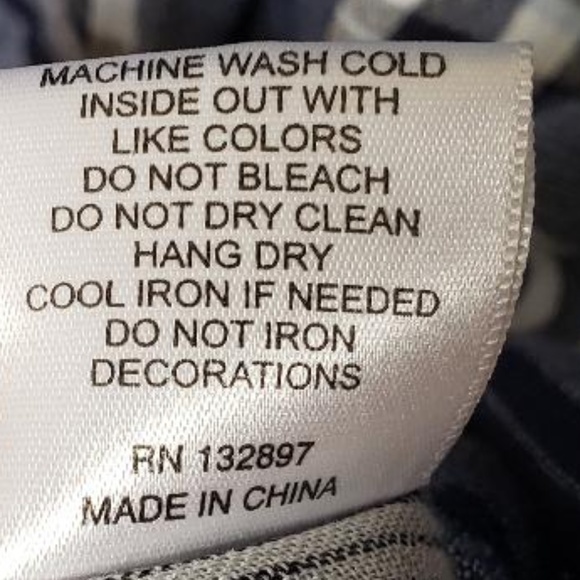 MACHINE WASH COLD
INSIDE OUT WITH
LIKE COLORS
DO NOT BLEACH
DO NOT DRY CLEAN
HANG DRY
COOL IRON IF NEEDED
DO NOT IRON
DECORATIONS
RN 132897
MADE IN CHINA